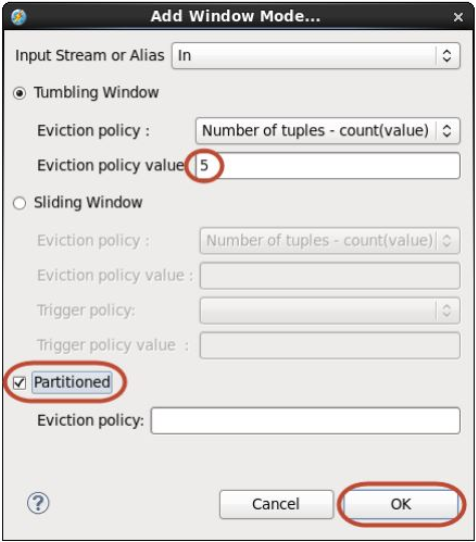 Add Window Mode...
Input Stream or Alias In
Tumbling Window
Eviction policy : Number of tuples - count(value)
Eviction policy value 5
Sliding Window
Eviction policy : Number of tuples - count(value)
Eviction policy value :
Trigger policy:
Trigger policy value :
Partitioned
Eviction policy:
? Cancel OK